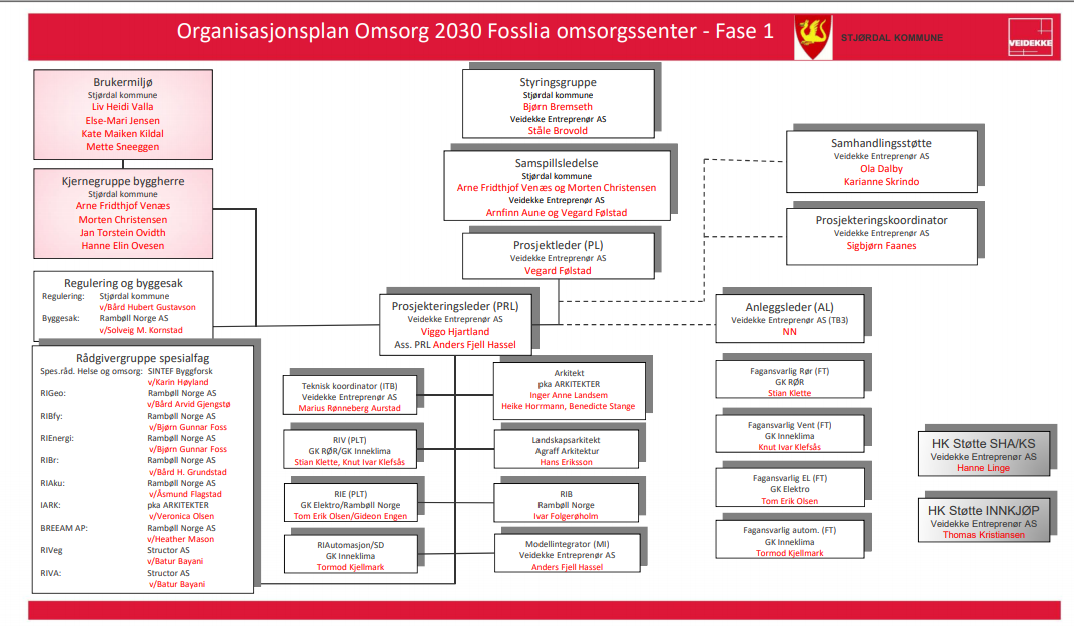 Organisasjonsplan Omsorg 2030 Fosslia omsorgssenter - Fase 1
STJØRDAL KOMMUNE
VEIDEKKE
Brukermiljø
Stjørdal kommune
Liv Heidi Valla
Else-Mari Jensen
Kate Maiken Kildal
Mette Sneeggen
Kjernegruppe byggherre
Stjørdal kommune
Arne Fridthjof Venæs
Morten Christensen
Jan Torstein Ovidth
Hanne Elin Ovesen
Regulering og byggesak
Regulering: Stjørdal kommune
v/Bård Hubert Gustavson
Byggesak: Rambøll Norge AS
v/Solveig M. Kornstad
Rådgivergruppe spesialfag
Spes.råd. Helse og omsorg: SINTEF Byggforsk
v/Karin Høyland
RIGeo: Rambøll Norge AS
v/Bård Arvid Gjengstø
RIBfy: Rambøll Norge AS
v/Bjørn Gunnar Foss
RIEnergi: Rambøll Norge AS
v/Bjørn Gunnar Foss
RIBr: Rambøll Norge AS
v/Bård H. Grundstad
RIAku: Rambøll Norge AS
v/Åsmund Flagstad
IARK: pka ARKITEKTER
v/Veronica Olsen
BREEAM AP: Rambøll Norge AS
v/Heather Mason
RIVeg Structor AS
v/Batur Bayani
RIVA: Structor AS
v/Batur Bayani
Styringsgruppe
Stjørdal kommune
Bjørn Bremseth
Veidekke Entreprenør AS
Ståle Brovold
Samspillsledelse
Stjørdal kommune
Arne Fridthjof Venæs og Morten Christensen
Veidekke Entreprenør AS
Arnfinn Aune og Vegard Følstad
Prosjektleder (PL)
Veidekke Entreprenør AS
Vegard Følstad
Prosjekteringsleder (PRL)
Veidekke Entreprenør AS
Viggo Hjartland
Ass. PRL Anders Fjell Hassel
Teknisk koordinator (ITB)
Veidekke Entreprenør AS
Marius Rønneberg Aurstad
RIV (PLT)
GK RØR/GK Inneklima
Stian Klette, Knut Ivar Klefsås
RIE (PLT)
GK Elektro/Rambøll Norge
Tom Erik Olsen/Gideon Engen
RIAutomasjon/SD
GK Inneklima
Tormod Kjellmark
Arkitekt
pka ARKITEKTER
Inger Anne Landsem
Heike Horrmann, Benedicte Stange
Landskapsarkitekt
Agraff Arkitektur
Hans Eriksson
RIB
Rambøll Norge
Ivar Folgerøholm
Modellintegrator (MI)
Veidekke Entreprenør AS
Anders Fjell Hassel
Samhandlingsstøtte
Veidekke Entreprenør AS
Ola Dalby
Karianne Skrindo
Prosjekteringskoordinator
Veidekke Entreprenør AS
Sigbjørn Faanes
Anleggsleder (AL)
Veidekke Entreprenør AS (TB3)
NN
Fagansvarlig Rør (FT)
GK RØR
Stian Klette
Fagansvarlig Vent (FT)
GK Inneklima
Knut Ivar Klefsås
Fagansvarlig EL (FT)
GK Elektro
Tom Erik Olsen
Fagansvarlig autom. (FT)
GK Inneklima
Tormod Kjellmark
HK Støtte SHA/KS
Veidekke Entreprenør AS
Hanne Linge
HK Støtte INNKJØP
Veidekke Entreprenør AS
Thomas Kristiansen